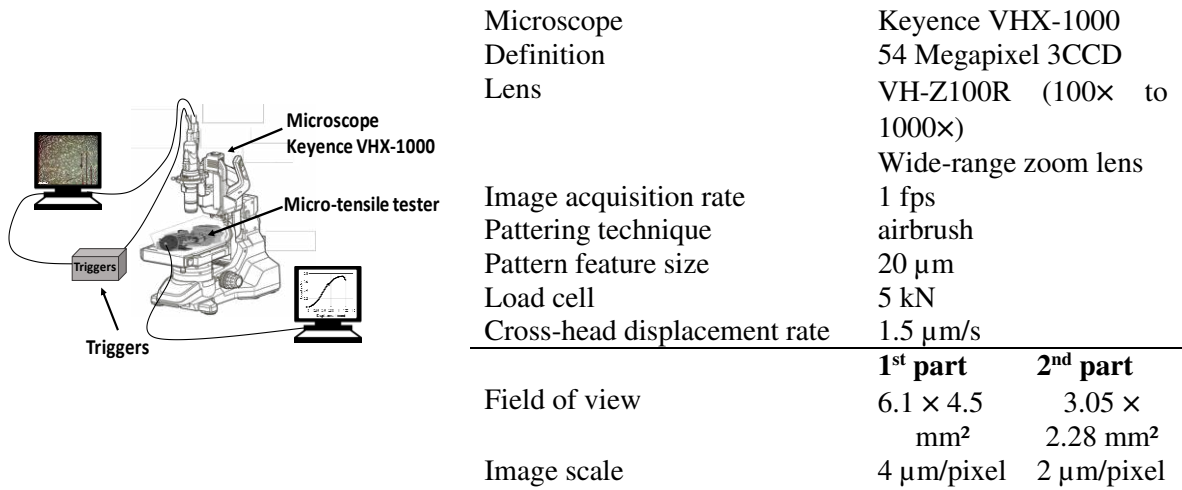 Microscope
Keyence VHX-1000
Micro-tensile tester
Triggers
Triggers
Microscope Keyence VHX-1000
Definition 54 Megapixel 3CCD
Lens VH-Z100R (100× to
1000×)
Wide-range zoom lens
Image acquisition rate 1 fps
Pattering technique airbrush
Pattern feature size 20 µm
Load cell 5 kN
Cross-head displacement rate 1.5 µm/s
1st part 2nd part
Field of view 6.1 × 4.5 3.05 ×
mm² 2.28 mm²
Image scale 4 µm/pixel 2 µm/pixel